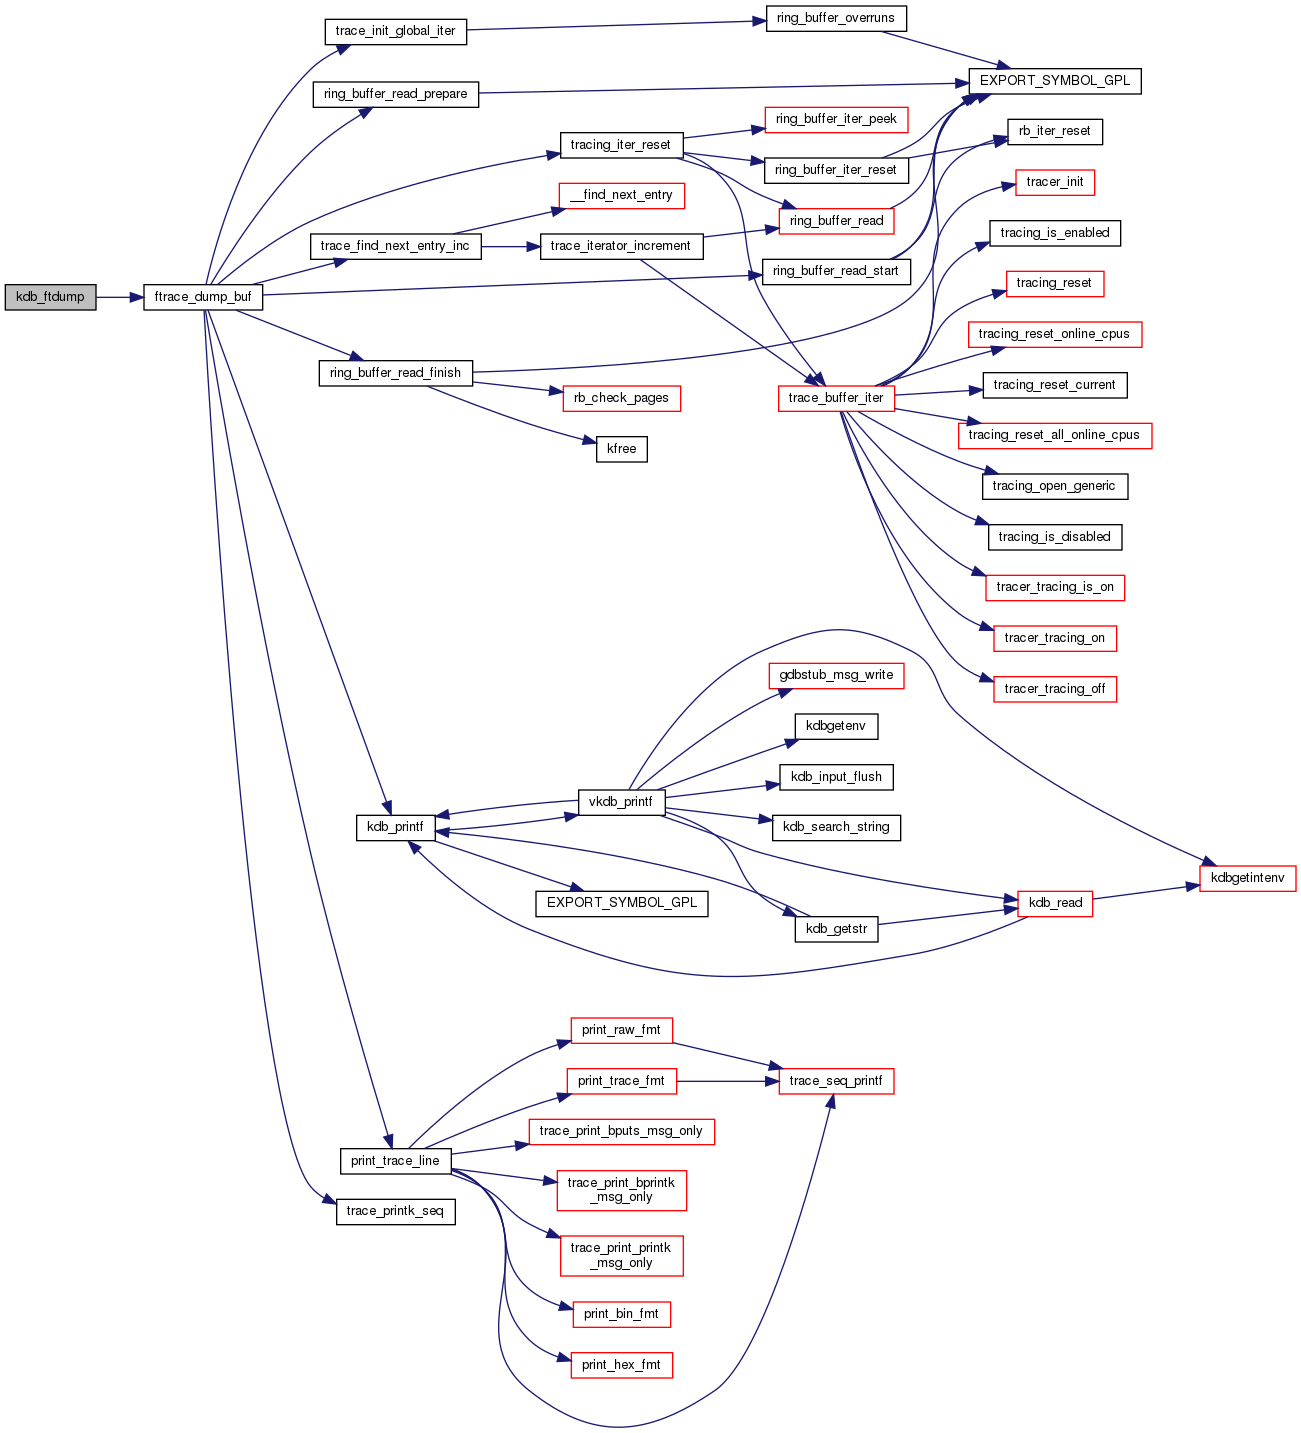 ring_buffer_overruns
trace_init_global_iter
EXPORT_SYMBOL_GPL
ring_buffer_read_prepare
ring_buffer_iter_peek
rb_iter_reset
tracing_iter_reset
ring_buffer_iter_reset
tracer_init
__find_next_entry
ring_buffer_read
tracing_is_enabled
trace_find_next_entry_inc
trace_iterator_increment
ring_buffer_read_start
tracing_reset
kdb_ftdump
ftrace_dump_buf
tracing_reset_online_cpus
ring_buffer_read_finish
tracing_reset_current
rb_check_pages
trace_buffer_iter
tracing_reset_all_online_cpus
kfree
tracing_open_generic
tracing_is_disabled
tracer_tracing_is_on
tracer_tracing_on
gdbstub_msg_write
tracer_tracing_off
kdbgetenv
kdb_input_flush
vkdb_printf
kdb_printf
kdb_search_string
kdbgetintenv
EXPORT_SYMBOL_GPL
kdb_read
kdb_getstr
print_raw_fmt
print_trace_fmt
trace_seq_printf
trace_print_bputs_msg_only
print_trace_line
trace_print_bprintk
_msg_only
trace_printk_seq
trace_print_printk
_msg_only
print_bin_fmt
print_hex_fmt